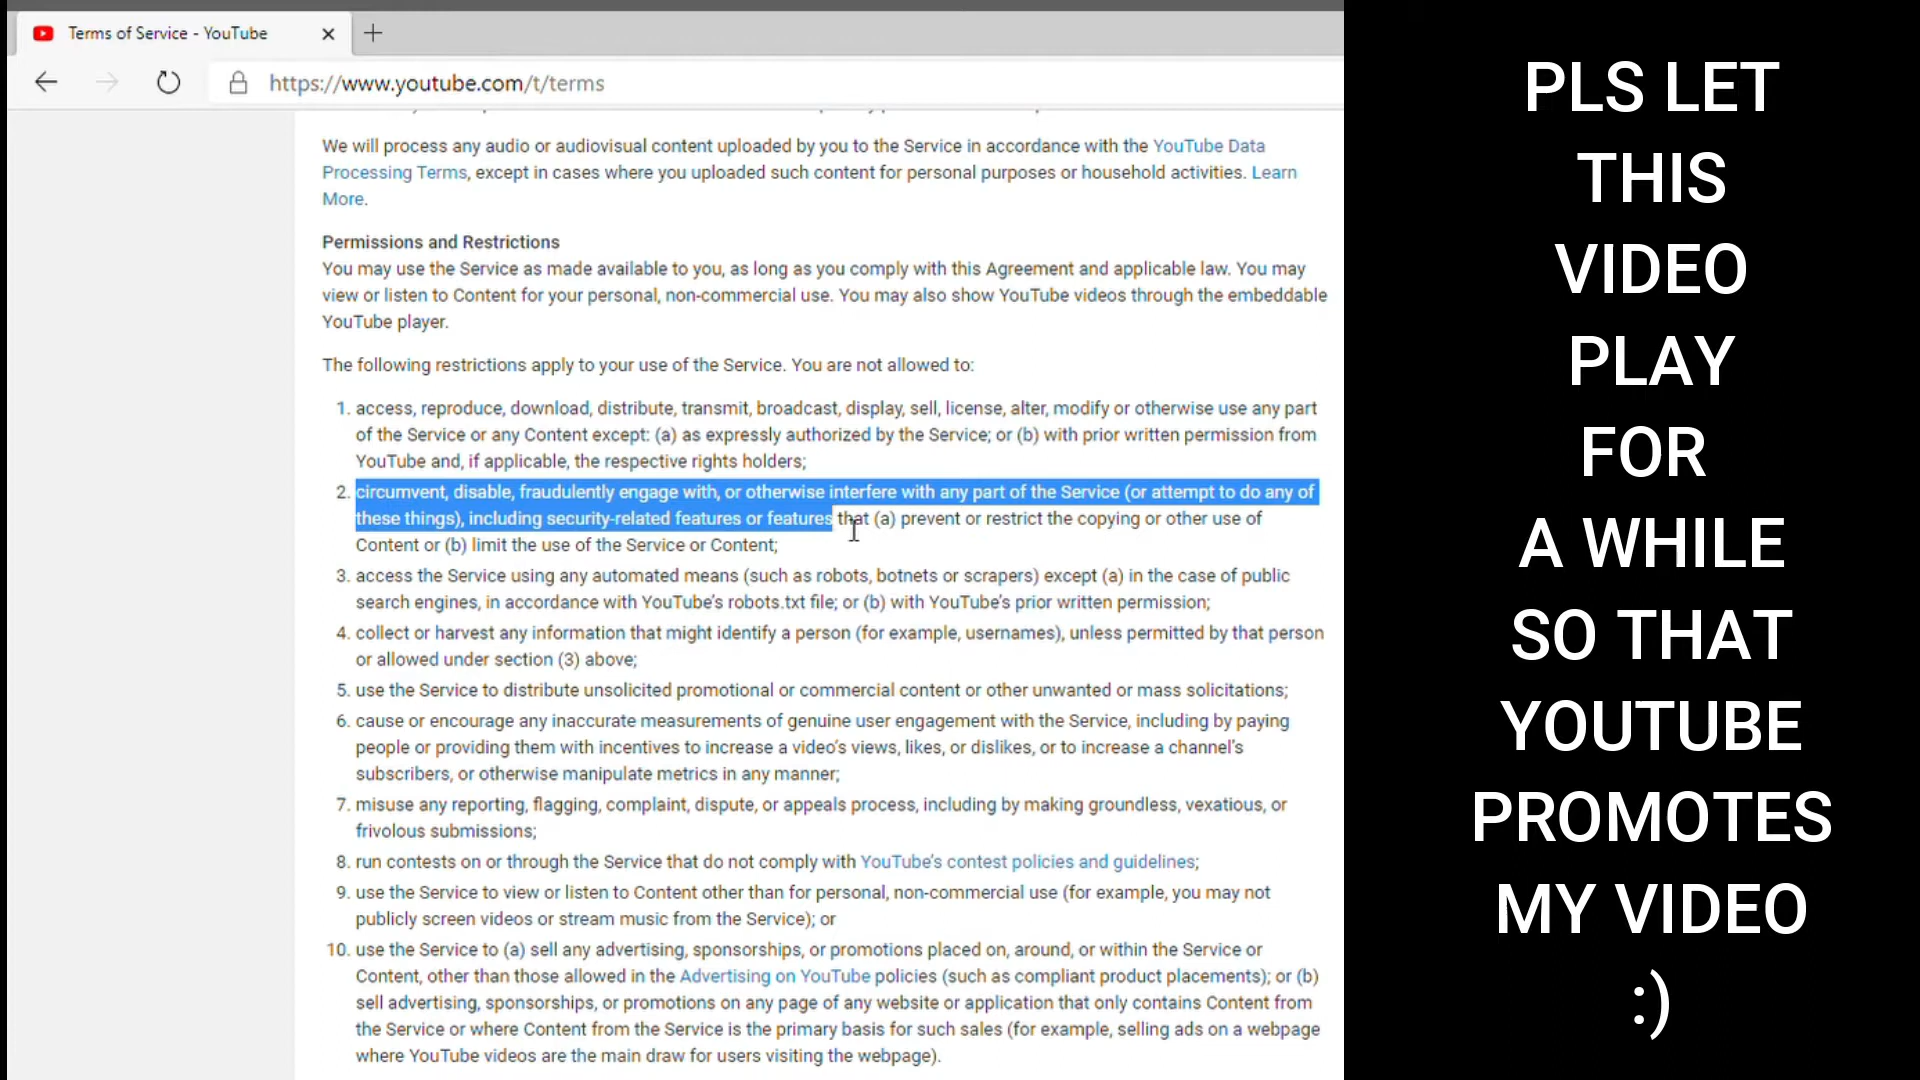 Terms of Service - YouTube
https://www.youtube.com/t/terms
We will process any audio or audiovisual content uploaded by you to the Service in accordance with the YouTube Data
Processing Terms, except in cases where you uploaded such content for personal purposes or household activities. Learn
More.
Permissions and Restrictions
You may use the Service as made available to you, as long as you comply with this Agreement and applicable law. You may
view or listen to Content for your personal, non-commercial use. You may also show YouTube videos through the embeddable
YouTube player.
The following restrictions apply to your use of the Service. You are not allowed to:
1. access, reproduce, download, distribute, transmit, broadcast, display, sell, license, alter, modify or otherwise use any part
of the Service or any Content except: (a) as expressly authorized by the Service; or (b) with prior written permission from
YouTube and, if applicable, the respective rights holders;
2. circumvent, disable, fraudulently engage with, or otherwise interfere with any part of the Service (or attempt to do any of
these things), including security-related features or features that (a) prevent or restrict the copying or other use of
Content or (b) limit the use of the Service or Content;
3. access the Service using any automated means (such as robots, botnets or scrapers) except (a) in the case of public
search engines, in accordance with YouTube's robots.txt file; or (b) with YouTube's prior written permission;
4. collect or harvest any information that might identify a person (for example, usernames), unless permitted by that person
or allowed under section (3) above;
5. use the Service to distribute unsolicited promotional or commercial content or other unwanted or mass solicitations;
6. cause or encourage any inaccurate measurements of genuine user engagement with the Service, including by paying
people or providing them with incentives to increase a video's views, likes, or dislikes, or to increase a channel's
subscribers, or otherwise manipulate metrics in any manner;
7. misuse any reporting, flagging, complaint, dispute, or appeals process, including by making groundless, vexatious, or
frivolous submissions;
8. run contests on or through the Service that do not comply with YouTube's contest policies and guidelines;
9. use the Service to view or listen to Content other than for personal, non-commercial use (for example, you may not
publicly screen videos or stream music from the Service); or
10. use the Service to (a) sell any advertising, sponsorships, or promotions placed on, around, or within the Service or
Content, other than those allowed in the Advertising on YouTube policies (such as compliant product placements); or (b)
sell advertising, sponsorships, or promotions on any page of any website or application that only contains Content from
the Service or where Content from the Service is the primary basis for such sales (for example, selling ads on a webpage
where YouTube videos are the main draw for users visiting the webpage).
PLS LET
THIS
VIDEO
PLAY
FOR
A WHILE
SO THAT
YOUTUBE
PROMOTES
MY VIDEO
:)